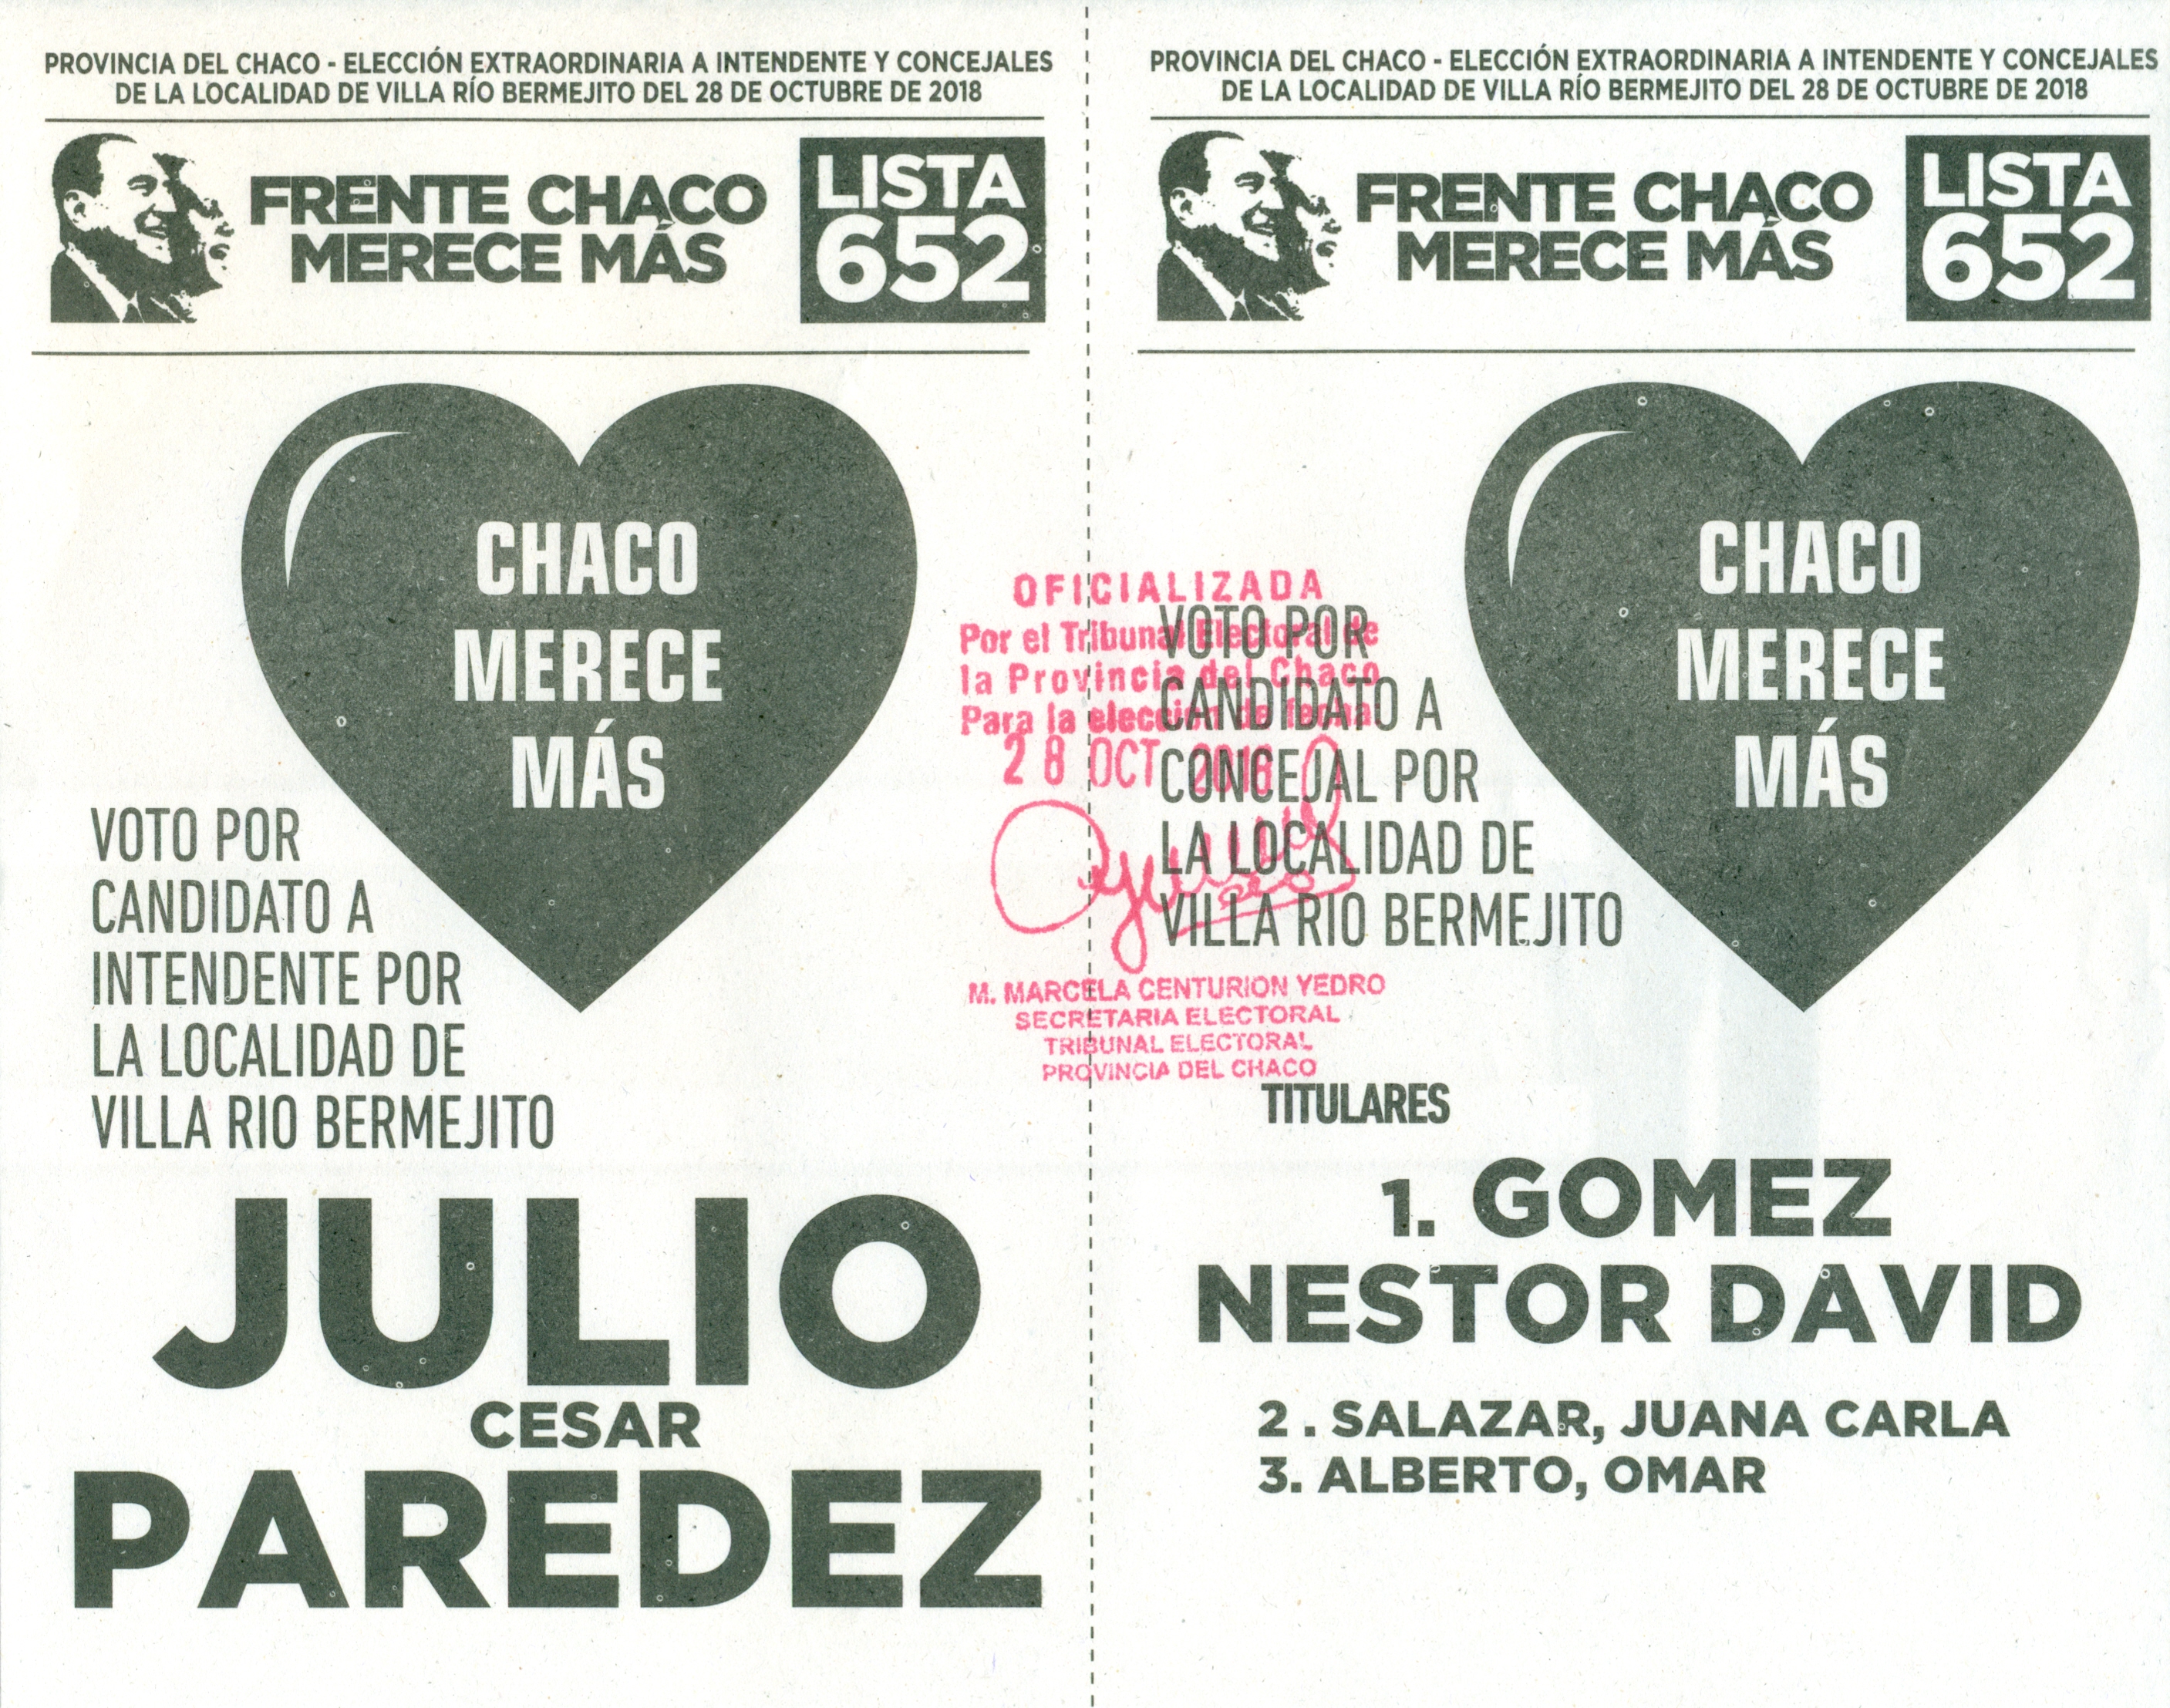 PROVINCIA DEL CHACO - ELECCIÓN EXTRAORDINARIA A INTENDENTE Y CONCEJALES
DE LA LOCALIDAD DE VILLA RÍO BERMEJITO DEL 28 DE OCTUBRE DE 2018
FRENTE CHACO
MERECE MÁS
LISTA
652
CHACO
MERECE
MÁS
VOTO POR
CANDIDATO A
INTENDENTE POR
LA LOCALIDAD DE
VILLA RIO BERMEJITO
JULIO
CESAR
PAREDEZ
PROVINCIA DEL CHACO - ELECCIÓN EXTRAORDINARIA A INTENDENTE Y CONCEJALES
DE LA LOCALIDAD DE VILLA RÍO BERMEJITO DEL 28 DE OCTUBRE DE 2018
FRENTE CHACO
MERECE MÁS
LISTA
652
CHACO
MERECE
MÁS
OFICIALIZADA
Por el Tribunal Electoral de
la Provincia del Chaco
Para la elección de fecha:
28 OCT 2018
M. MARCELA CENTURION YEDRO
SECRETARIA ELECTORAL
TRIBUNAL ELECTORAL
PROVINCIA DEL CHACO
VOTO POR
CANDIDATO A
CONCEJAL POR
LA LOCALIDAD DE
VILLA RIO BERMEJITO
TITULARES
1. GOMEZ
NESTOR DAVID
2 . SALAZAR, JUANA CARLA
3. ALBERTO, OMAR